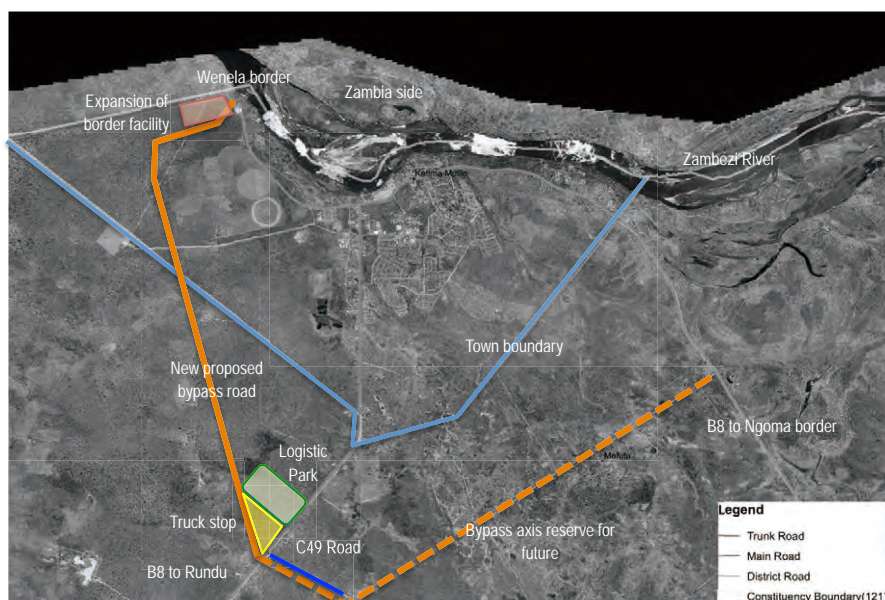 Wenela border
Expansion of
border facility
Zambia side
Zambezi River
Katima Mulilo
Town boundary
New proposed
bypass road
B8 to Ngoma border
Mafuta
Logistic
Park
Truck stop
C49 Road
Bypass axis reserve for
future
B8 to Rundu
Legend
Trunk Road
Main Road
District Road
Constituency Boundary(121